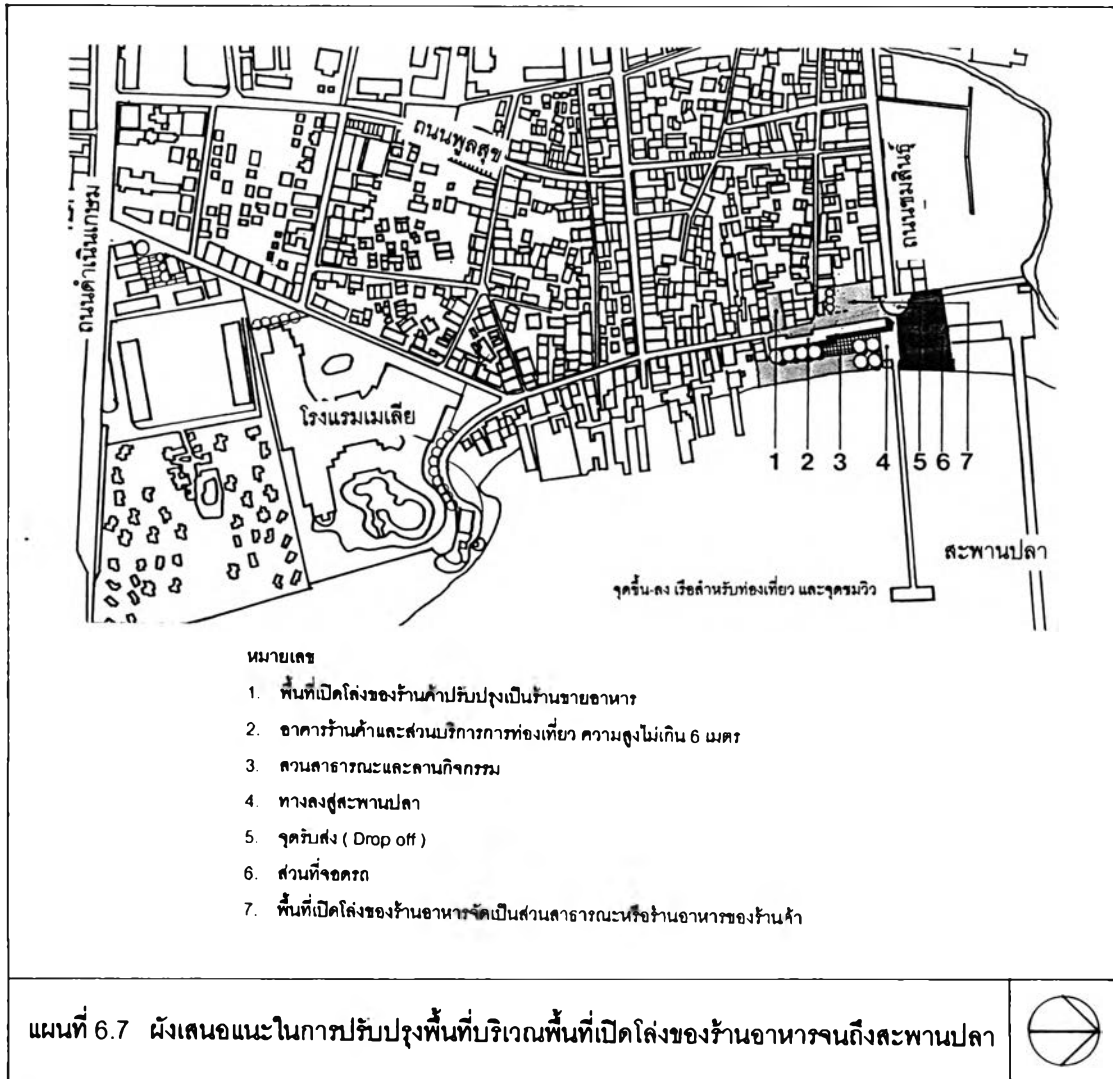 ถนนพูลสุข
ถนนดำเนินเกษม
ถนนชมสินธุ์
โรงแรมเมเลีย
1 2 3 4 5 6 7
สะพานปลา
จุดขึ้น-ลง เรือสำหรับท่องเที่ยว และจุดชมวิว
หมายเลข
1. พื้นที่เปิดโล่งของร้านค้าปรับปรุงเป็นร้านขายอาหาร
2. อาคารร้านค้าและส่วนบริการการท่องเที่ยว ความสูงไม่เกิน 6 เมตร
3. สวนสาธารณะและลานกิจกรรม
4. ทางลงสู่สะพานปลา
5. จุดรับส่ง ( Drop off )
6. ส่วนที่จอดรถ
7. พื้นที่เปิดโล่งของร้านอาหารจัดเป็นส่วนสาธารณะหรือร้านอาหารของร้านค้า
แผนที่ 6.7 ผังเสนอแนะในการปรับปรุงพื้นที่บริเวณพื้นที่เปิดโล่งของร้านอาหารจนถึงสะพานปลา